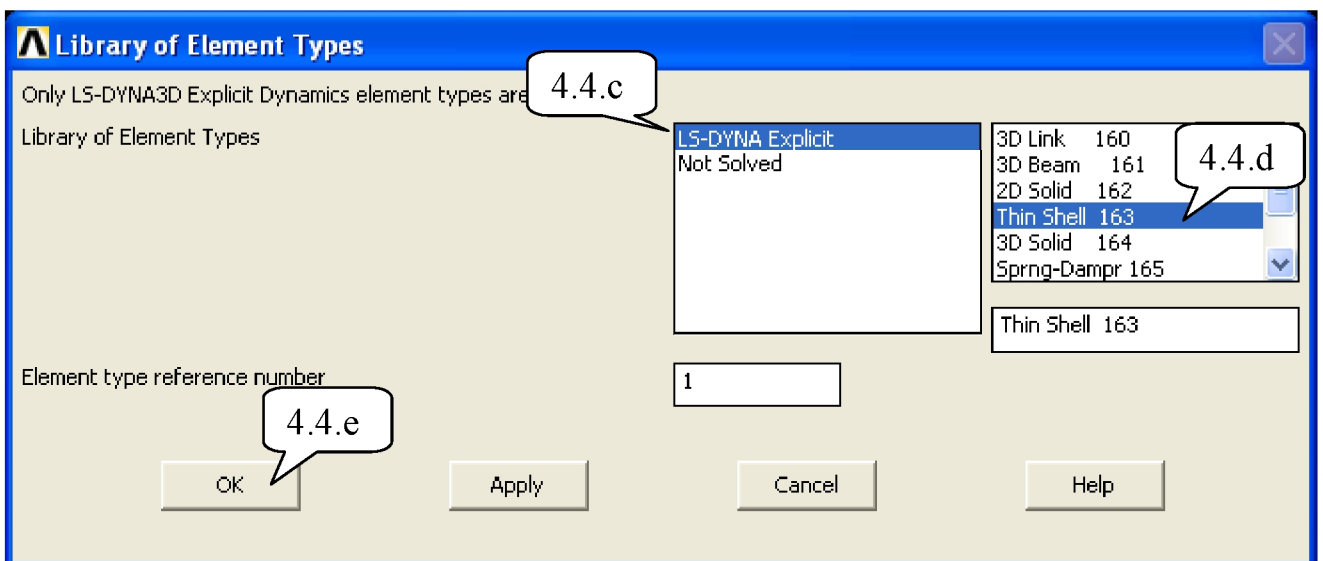 Library of Element Types
4.4.c
Only LS-DYNA3D Explicit Dynamics element types are
Library of Element Types
LS-DYNA Explicit
Not Solved
3D Link 160
3D Beam 161
2D Solid 162
Thin Shell 163
3D Solid 164
Sprng-Dampr 165
4.4.d
Thin Shell 163
Element type reference number
1
4.4.e
OK
Apply
Cancel
Help